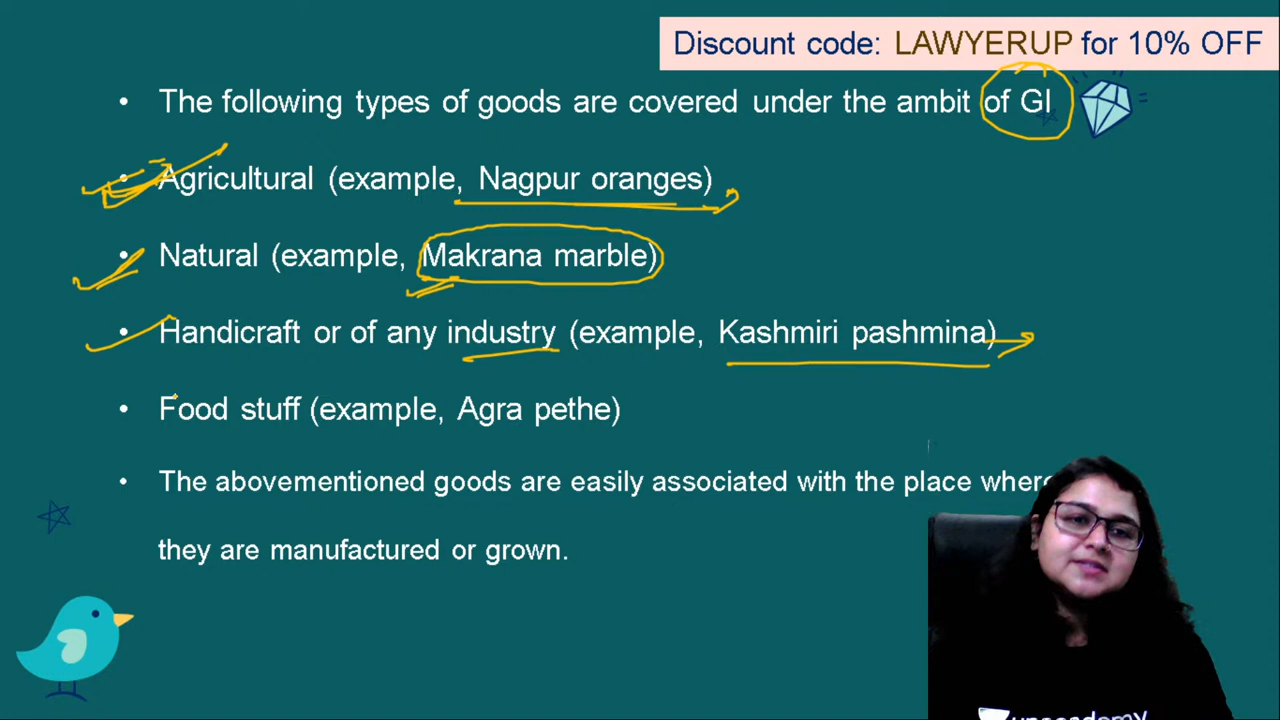 Discount code: LAWYERUP for 10% OFF
• The following types of goods are covered under the ambit of GI
• Agricultural (example, Nagpur oranges)
• Natural (example, Makrana marble)
• Handicraft or of any industry (example, Kashmiri pashmina)
• Food stuff (example, Agra pethe)
• The abovementioned goods are easily associated with the place where
they are manufactured or grown.
unacademy